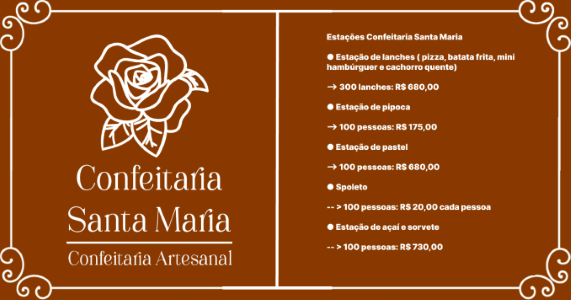 Confeitaria
Santa Maria
Confeitaria Artesanal
Estações Confeitaria Santa Maria
● Estação de lanches ( pizza, batata frita, mini
hambúrguer e cachorro quente)
--> 300 lanches: R$ 680,00
● Estação de pipoca
--> 100 pessoas: R$ 175,00
● Estação de pastel
--> 100 pessoas: R$ 680,00
● Spoleto
-- > 100 pessoas: R$ 20,00 cada pessoa
● Estação de açaí e sorvete
-- > 100 pessoas: R$ 730,00